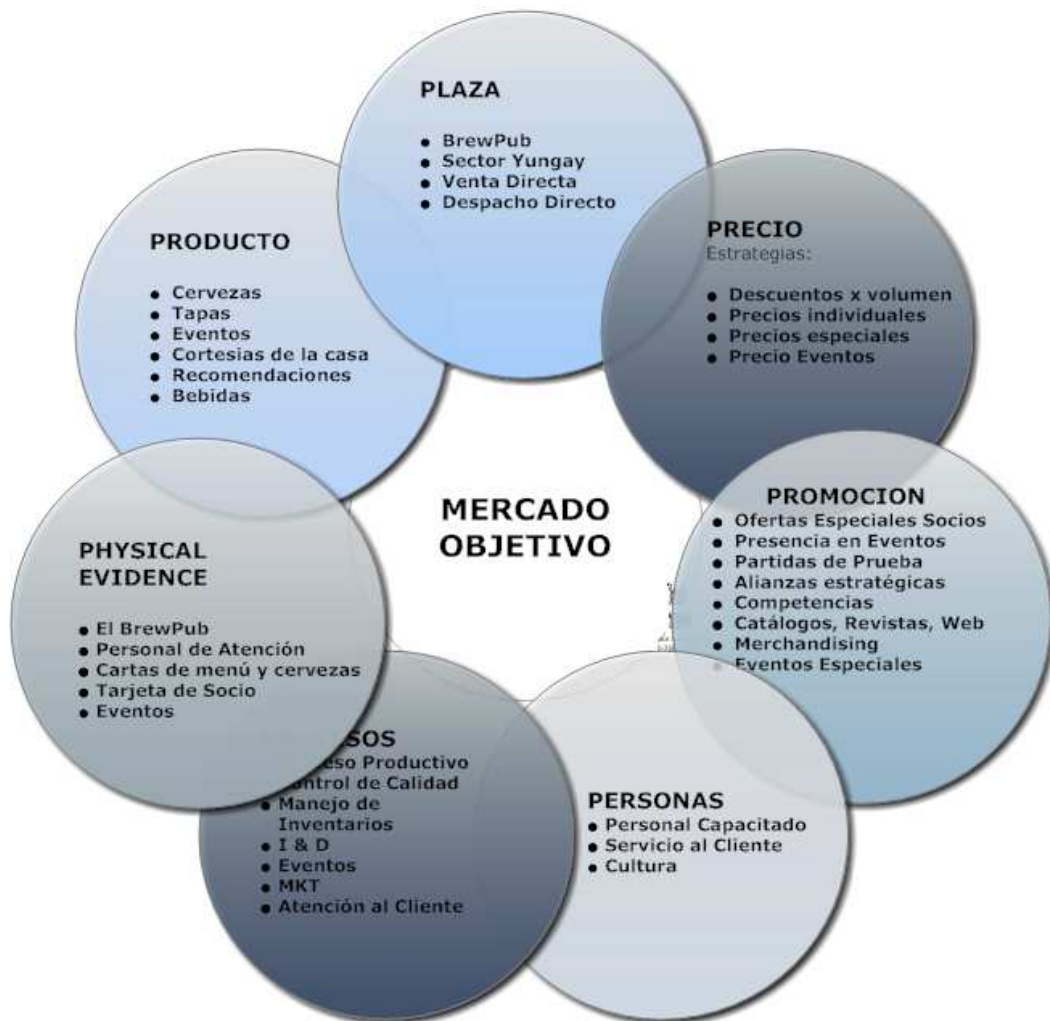 PLAZA
● BrewPub
● Sector Yungay
● Venta Directa
● Despacho Directo
PRECIO
Estrategias:
● Descuentos x volumen
● Precios individuales
● Precios especiales
● Precio Eventos
PRODUCTO
● Cervezas
● Tapas
● Eventos
● Cortesias de la casa
● Recomendaciones
● Bebidas
MERCADO
OBJETIVO
PROMOCION
● Ofertas Especiales Socios
● Presencia en Eventos
● Partidas de Prueba
● Alianzas estratégicas
● Competencias
● Catálogos, Revistas, Web
● Merchandising
● Eventos Especiales
PHYSICAL
EVIDENCE
● El BrewPub
● Personal de Atención
● Cartas de menú y cervezas
● Tarjeta de Socio
● Eventos
Productivo
de Calidad
● Manejo de
Inventarios
● I & D
● Eventos
● MKT
● Atención al Cliente
PERSONAS
● Personal Capacitado
● Servicio al Cliente
● Cultura